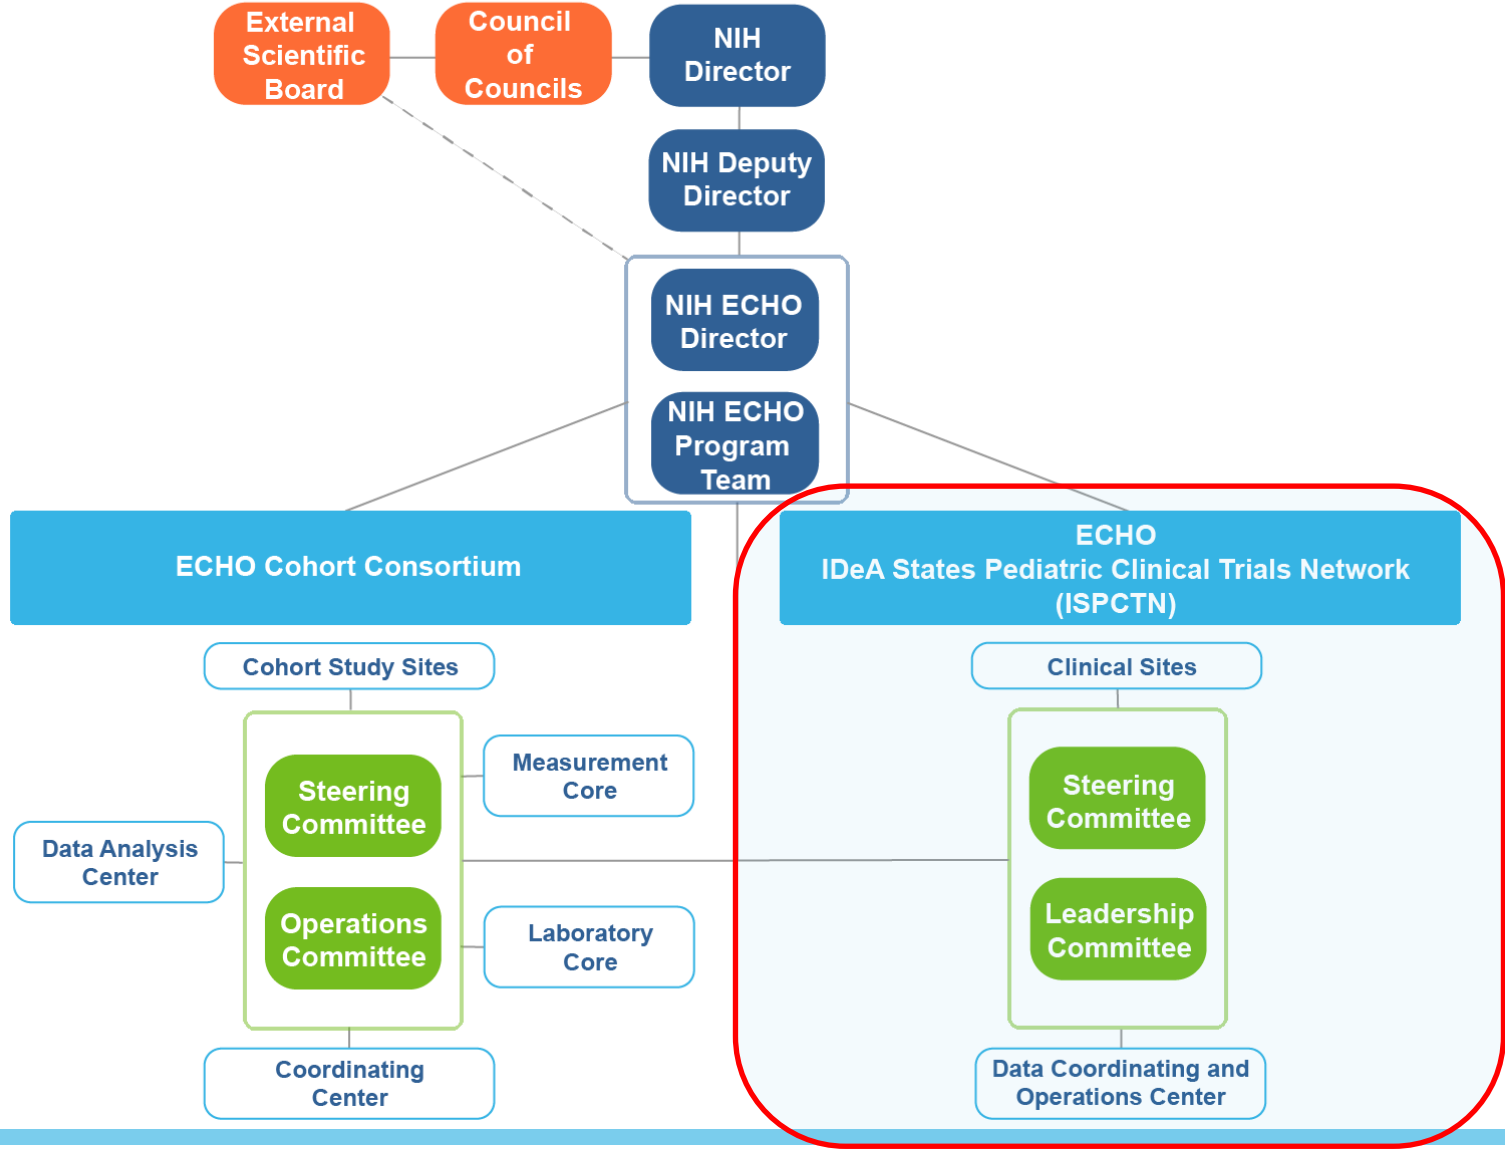 External
Scientific
Board
Council
of
Councils
NIH
Director
NIH Deputy
Director
NIH ECHO
Director
NIH ECHO
Program
Team
ECHO Cohort Consortium
ECHO
IDeA States Pediatric Clinical Trials Network
(ISPCTN)
Cohort Study Sites
Steering
Committee
Operations
Committee
Data Analysis
Center
Measurement
Core
Laboratory
Core
Coordinating
Center
Clinical Sites
Steering
Committee
Leadership
Committee
Data Coordinating and
Operations Center